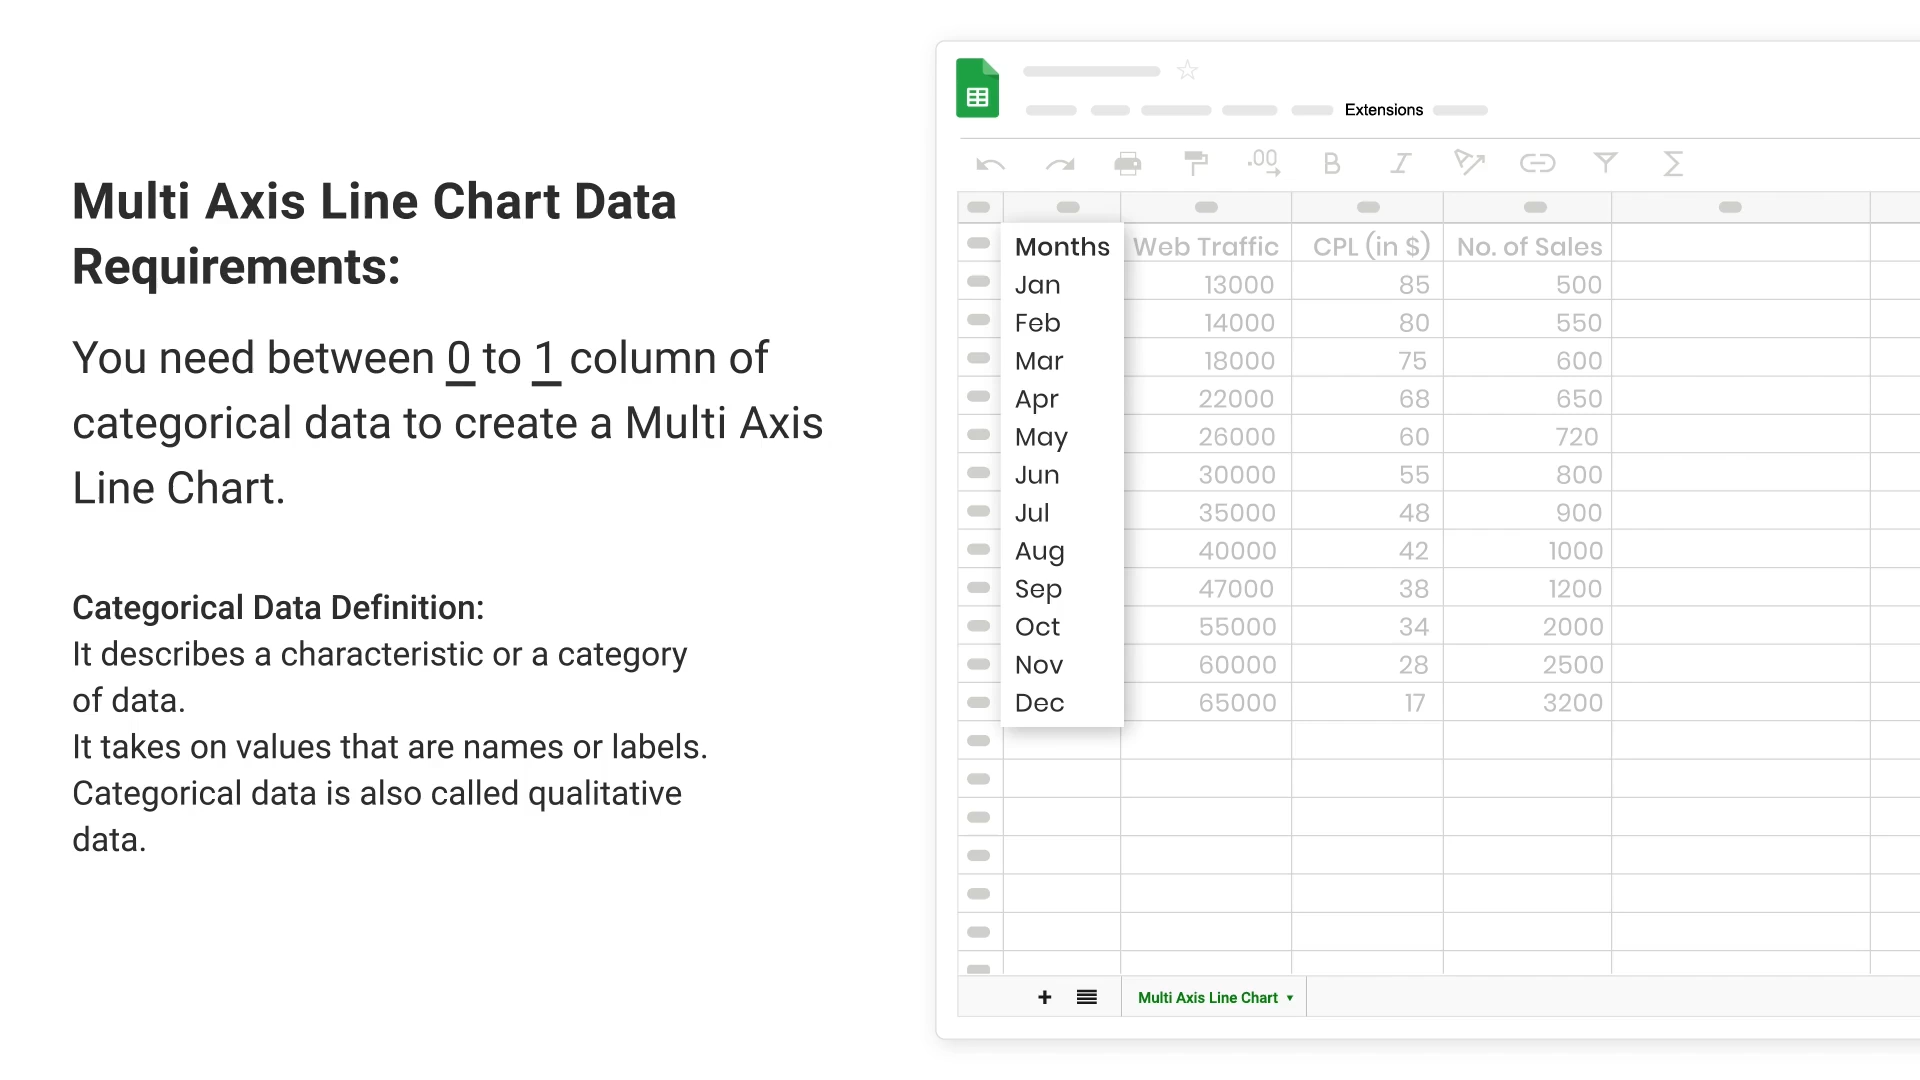 Multi Axis Line Chart Data
Requirements:
You need between 0 to 1 column of
categorical data to create a Multi Axis
Line Chart.
Categorical Data Definition:
It describes a characteristic or a category
of data.
It takes on values that are names or labels.
Categorical data is also called qualitative
data.
Extensions
.00
Months Web Traffic CPL (in $) No. of Sales
Jan 13000 85 500
Feb 14000 80 550
Mar 18000 75 600
Apr 22000 68 650
May 26000 60 720
Jun 30000 55 800
Jul 35000 48 900
Aug 40000 42 1000
Sep 47000 38 1200
Oct 55000 34 2000
Nov 60000 28 2500
Dec 65000 17 3200
Multi Axis Line Chart